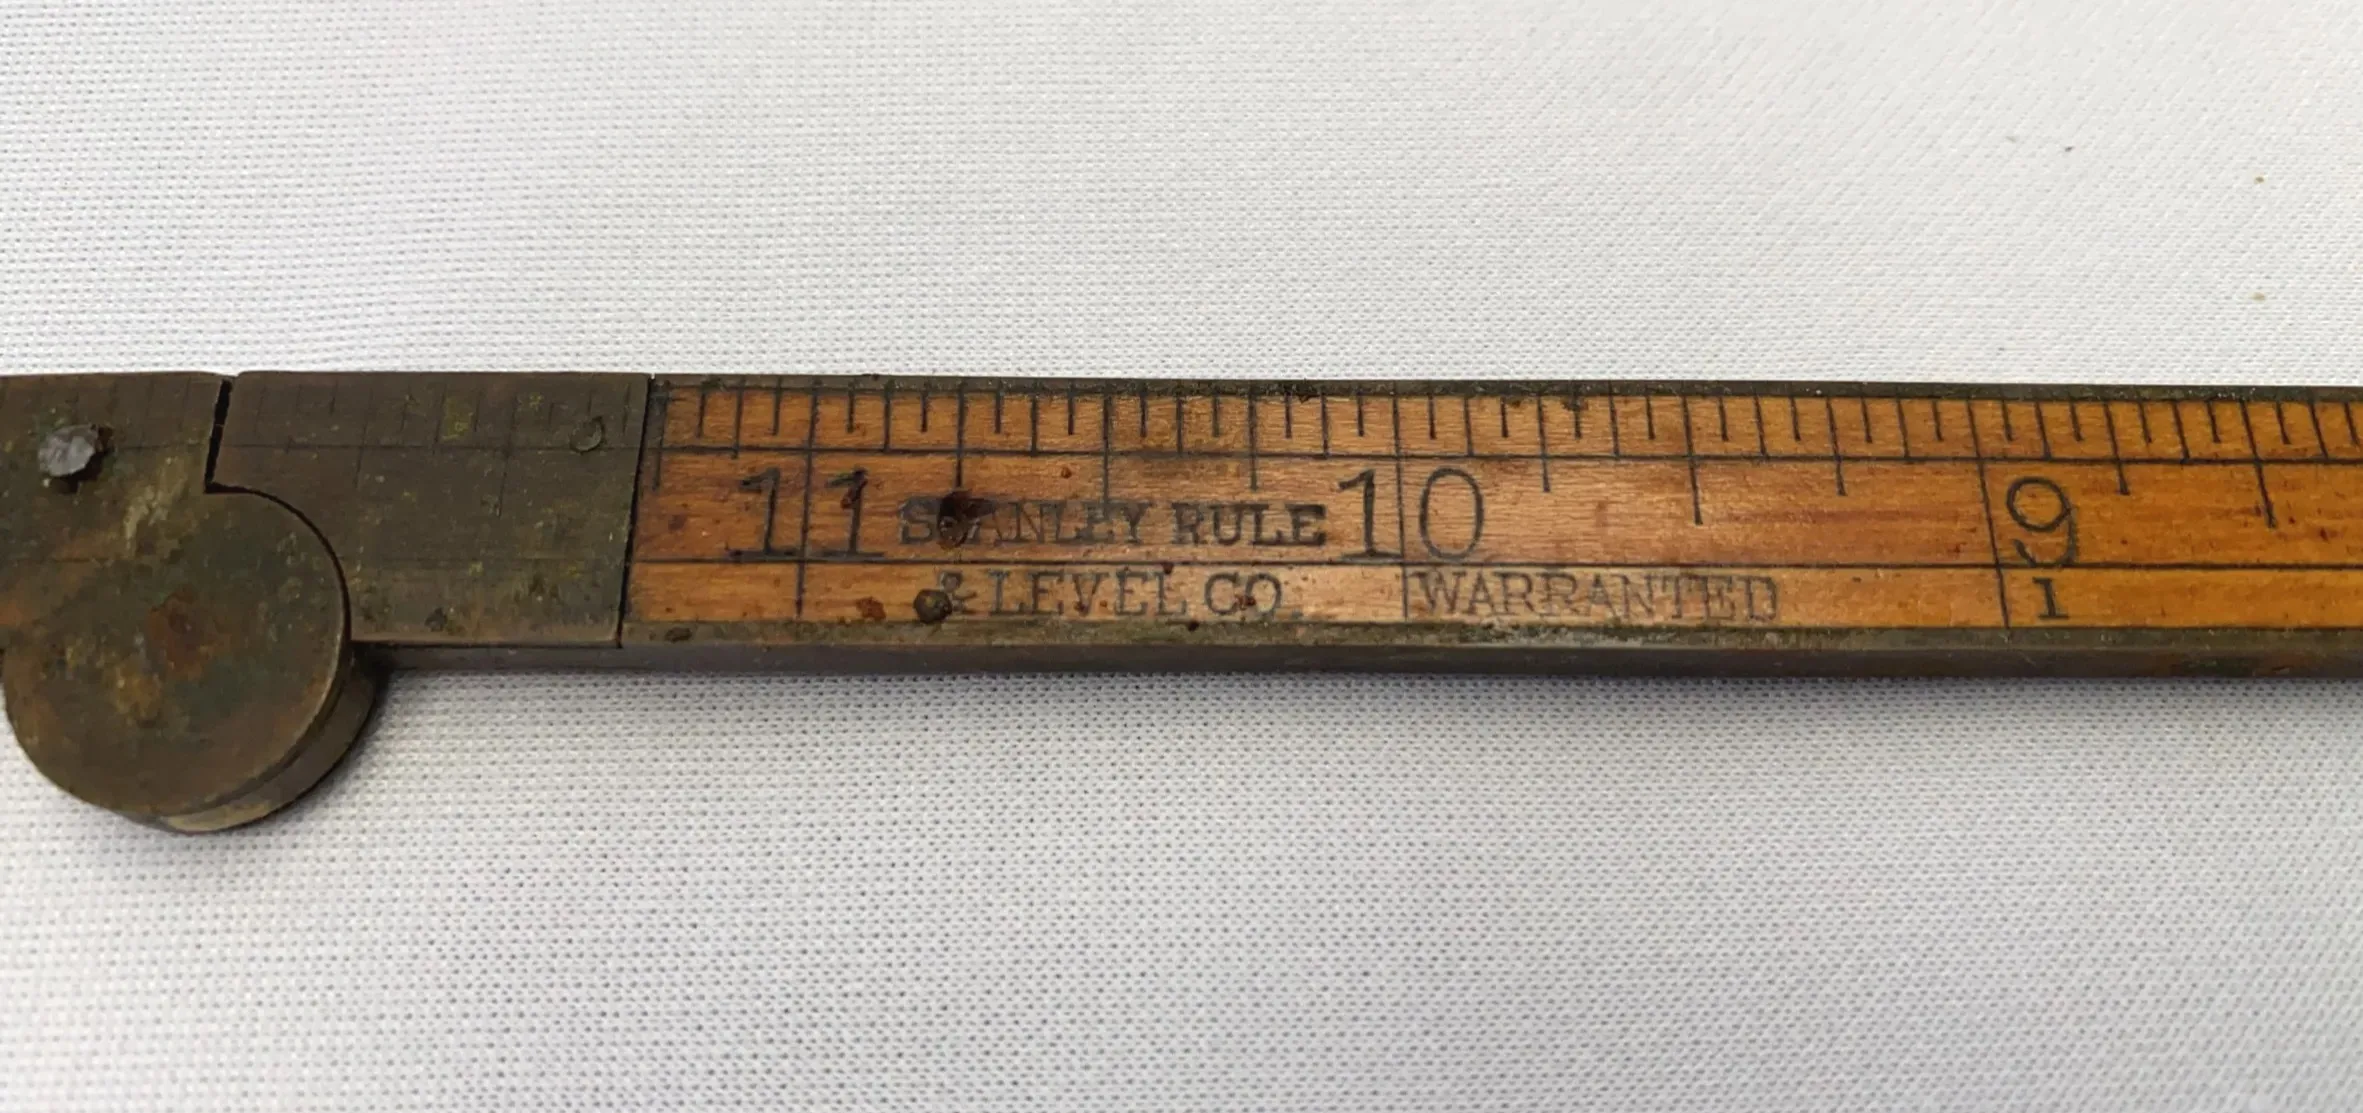 11 STANLEY RULE 10 9
& LEVEL CO. WARRANTED 1